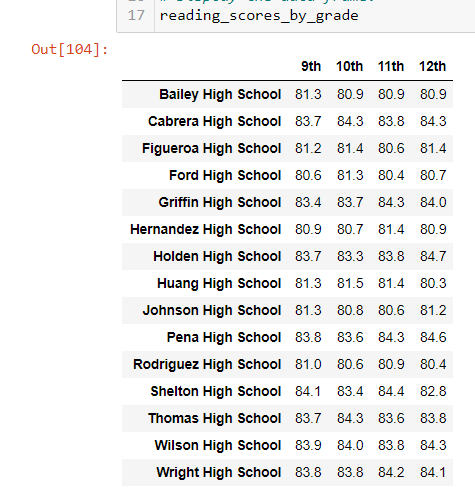 17 reading_scores_by_grade
Out[104]:
9th 10th 11th 12th
Bailey High School 81.3 80.9 80.9 80.9
Cabrera High School 83.7 84.3 83.8 84.3
Figueroa High School 81.2 81.4 80.6 81.4
Ford High School 80.6 81.3 80.4 80.7
Griffin High School 83.4 83.7 84.3 84.0
Hernandez High School 80.9 80.7 81.4 80.9
Holden High School 83.7 83.3 83.8 84.7
Huang High School 81.3 81.5 81.4 80.3
Johnson High School 81.3 80.8 80.6 81.2
Pena High School 83.8 83.6 84.3 84.6
Rodriguez High School 81.0 80.6 80.9 80.4
Shelton High School 84.1 83.4 84.4 82.8
Thomas High School 83.7 84.3 83.6 83.8
Wilson High School 83.9 84.0 83.8 84.3
Wright High School 83.8 83.8 84.2 84.1